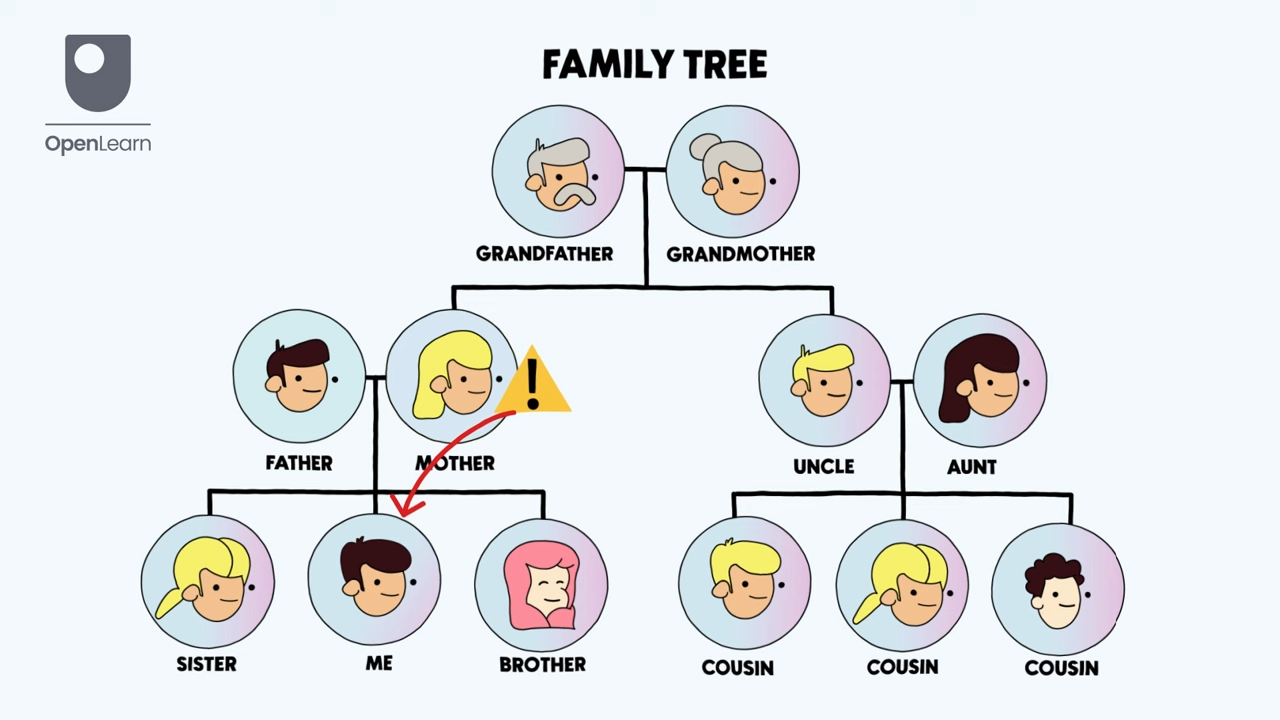 OpenLearn
FAMILY TREE
GRANDFATHER
GRANDMOTHER
FATHER
MOTHER
!
UNCLE
AUNT
SISTER
ME
BROTHER
COUSIN
COUSIN
COUSIN